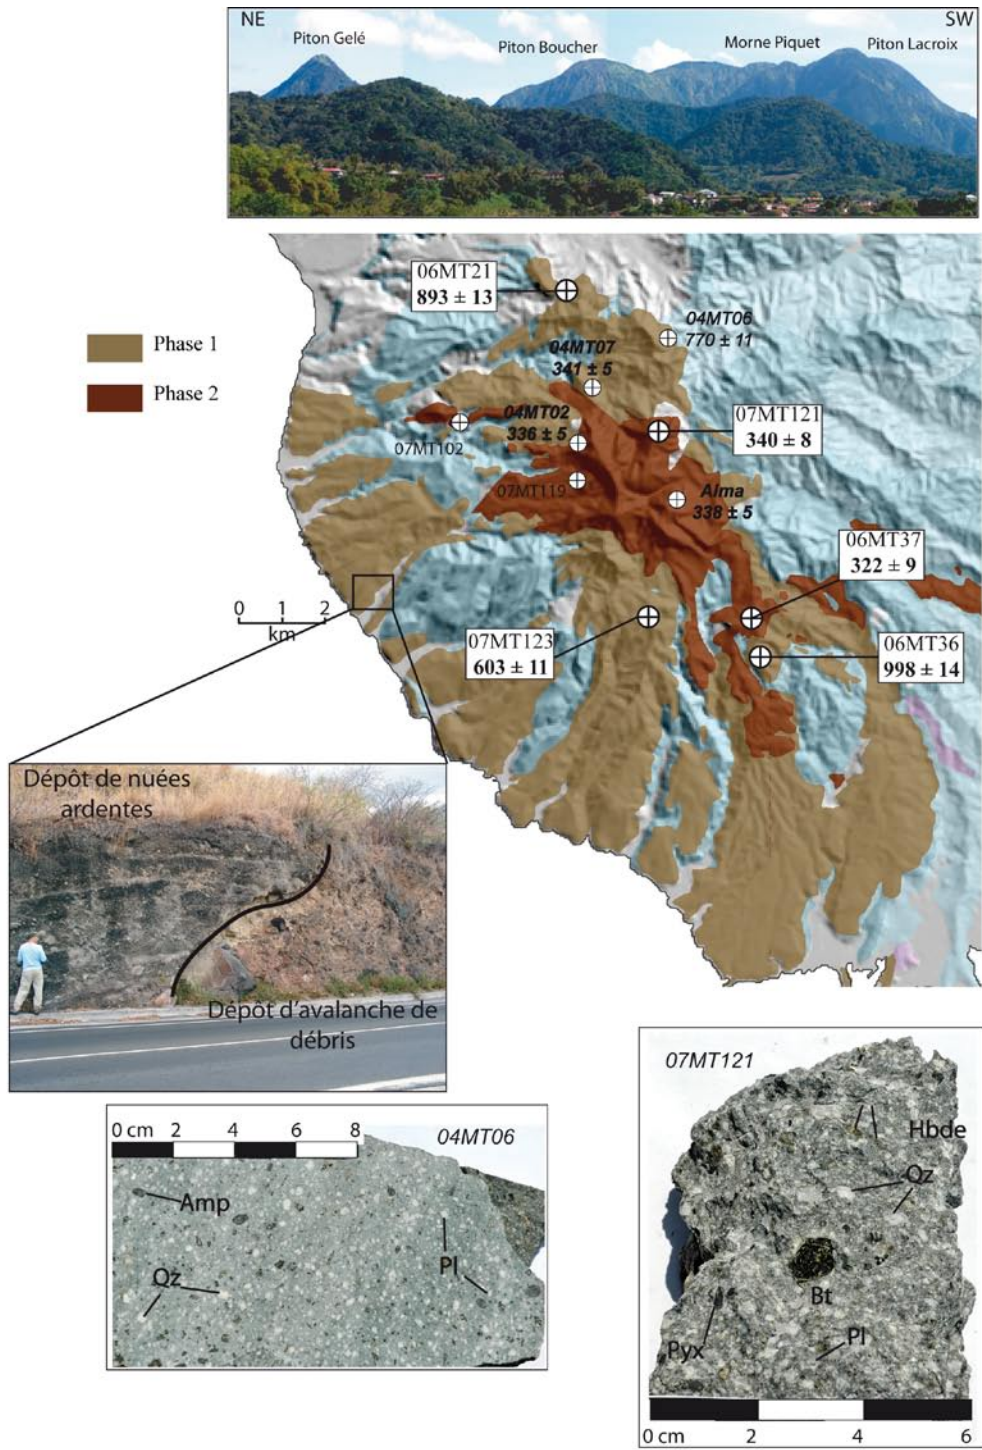 NE
SW
Piton Gelé
Piton Boucher
Morne Piquet
Piton Lacroix
06MT21
893 ± 13
Phase 1
Phase 2
04MT06
770 ± 11
04MT07
341 ± 5
04MT02
336 ± 5
07MT121
340 ± 8
07MT102
07MT119
Alma
338 ± 5
06MT37
322 ± 9
0 1 2
km
07MT123
603 ± 11
06MT36
998 ± 14
Dépôt de nuées
ardentes
Dépôt d'avalanche de
débris
0 cm 2 4 6 8
04MT06
Amp
Qz
Pl
07MT121
Hbde
Qz
Bt
Pyx
Pl
0 cm 2 4 6